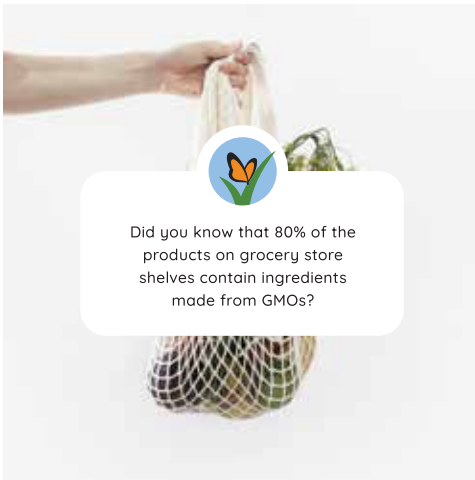 Did you know that 80% of the
products on grocery store
shelves contain ingredients
made from GMOs?